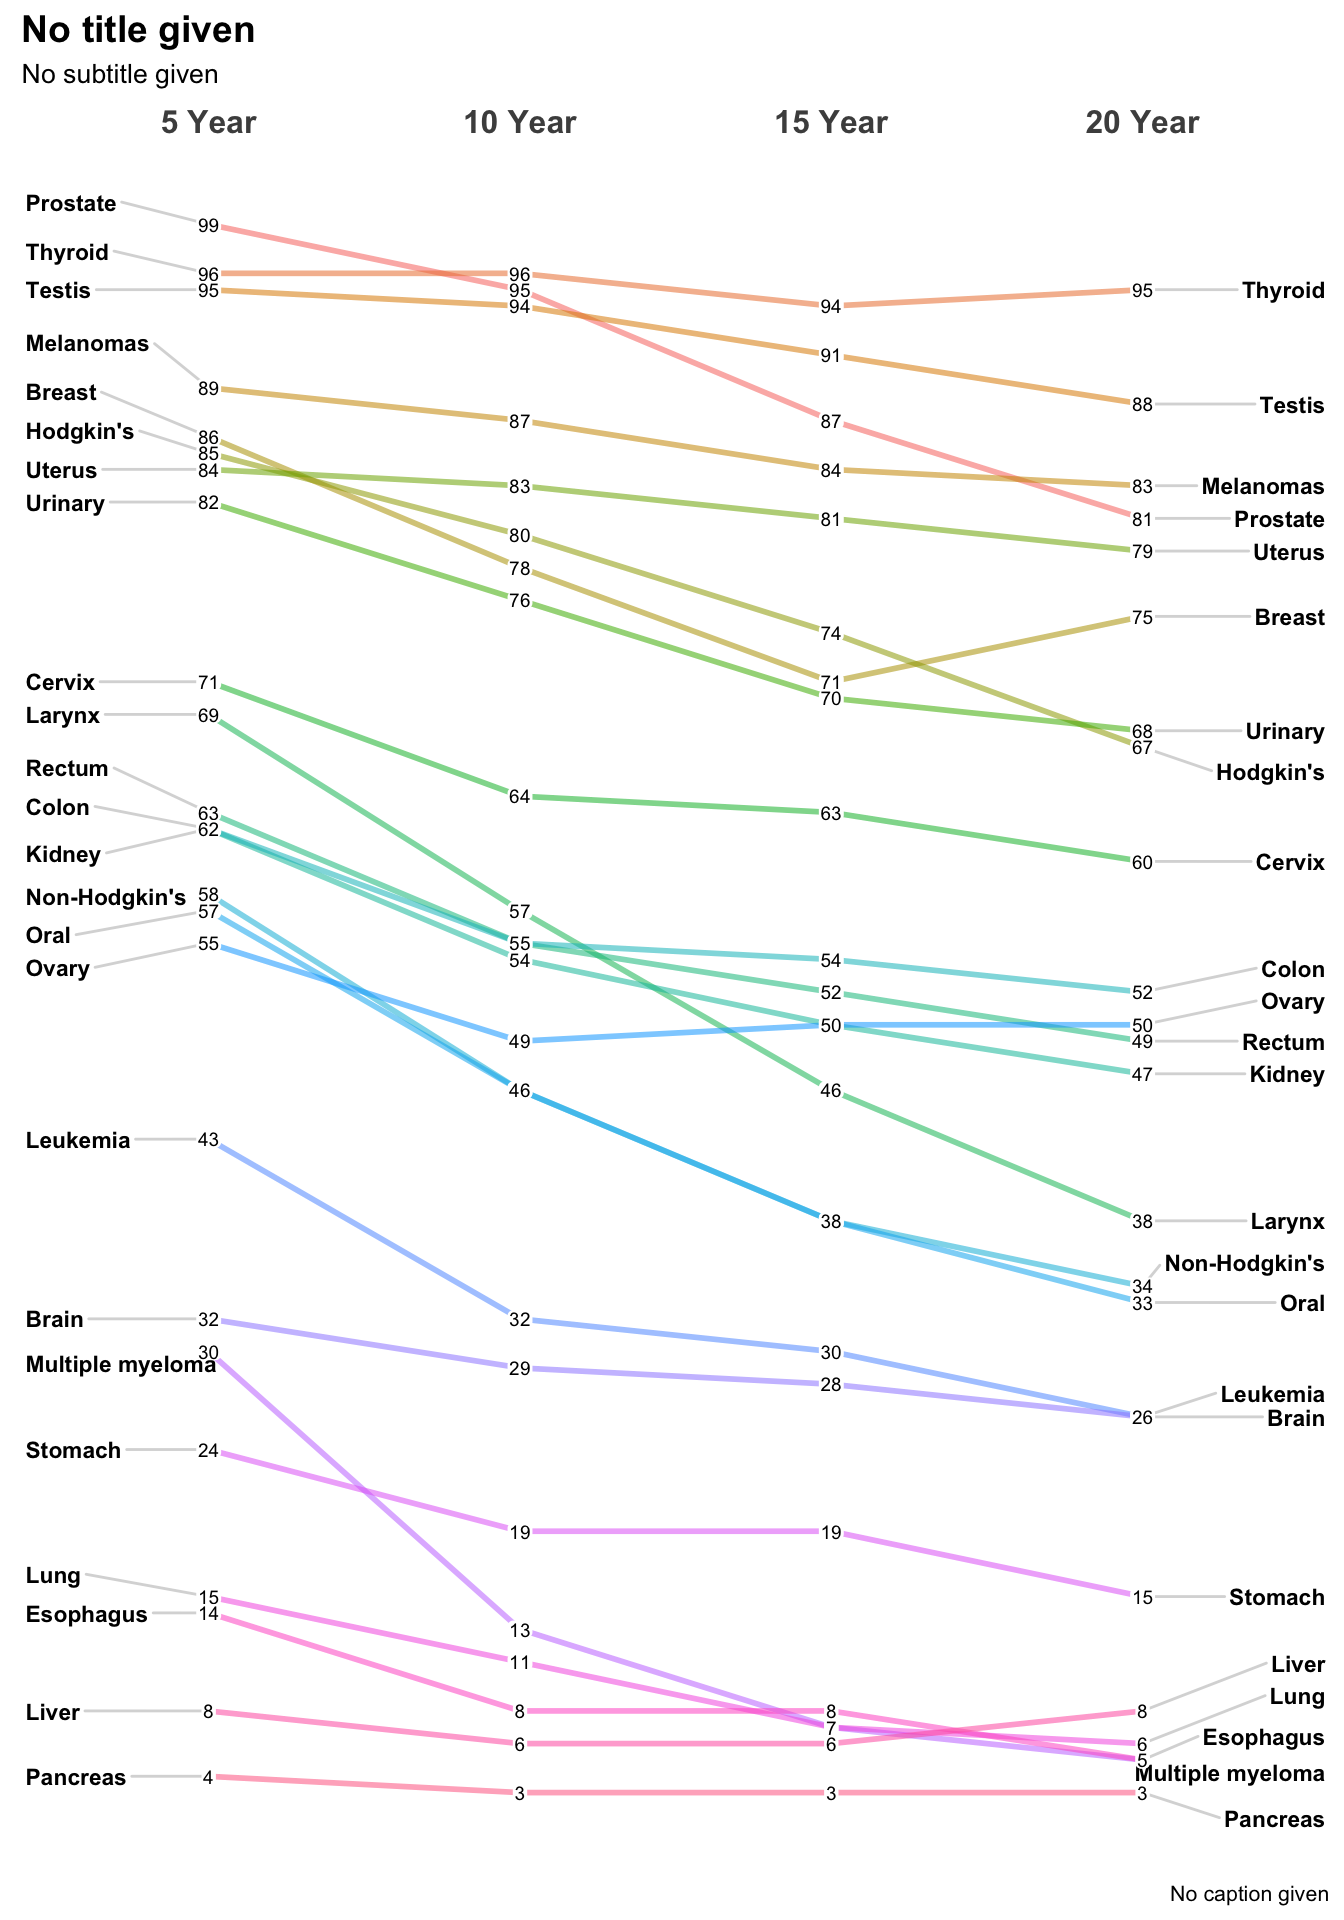 No title given
No subtitle given
5 Year 10 Year 15 Year 20 Year
Prostate 99
Thyroid 96 96
95 95 Thyroid
Testis 95
94 94
Melanomas
91
89
Breast 88 Testis
87 87
Hodgkin's 86
85
Uterus 84 84
83 83 Melanomas
Urinary 82
81 81 Prostate
80
79 Uterus
78
76
75 Breast
74
Cervix 71 71
70
Larynx 69
68 Urinary
67 Hodgkin's
Rectum 63
64 63
Colon 62
Kidney
60 Cervix
Non-Hodgkin's 58
Oral 57 57
Ovary 55 55
54 54
52 52 Colon
50 50 Ovary
49 49 Rectum
47 Kidney
46 46
Leukemia 43
38 38 Larynx
34 Non-Hodgkin's
33 Oral
Brain 32 32
Multiple myeloma 30 30
29 28
26 Leukemia
Brain
Stomach 24
19 19
Lung 15 15 Stomach
Esophagus 14
13
11 Liver
Liver 8 8 8 8
7 Lung
6 6 6
5 Esophagus
Multiple myeloma
Pancreas 4
3 3 3 Pancreas
No caption given